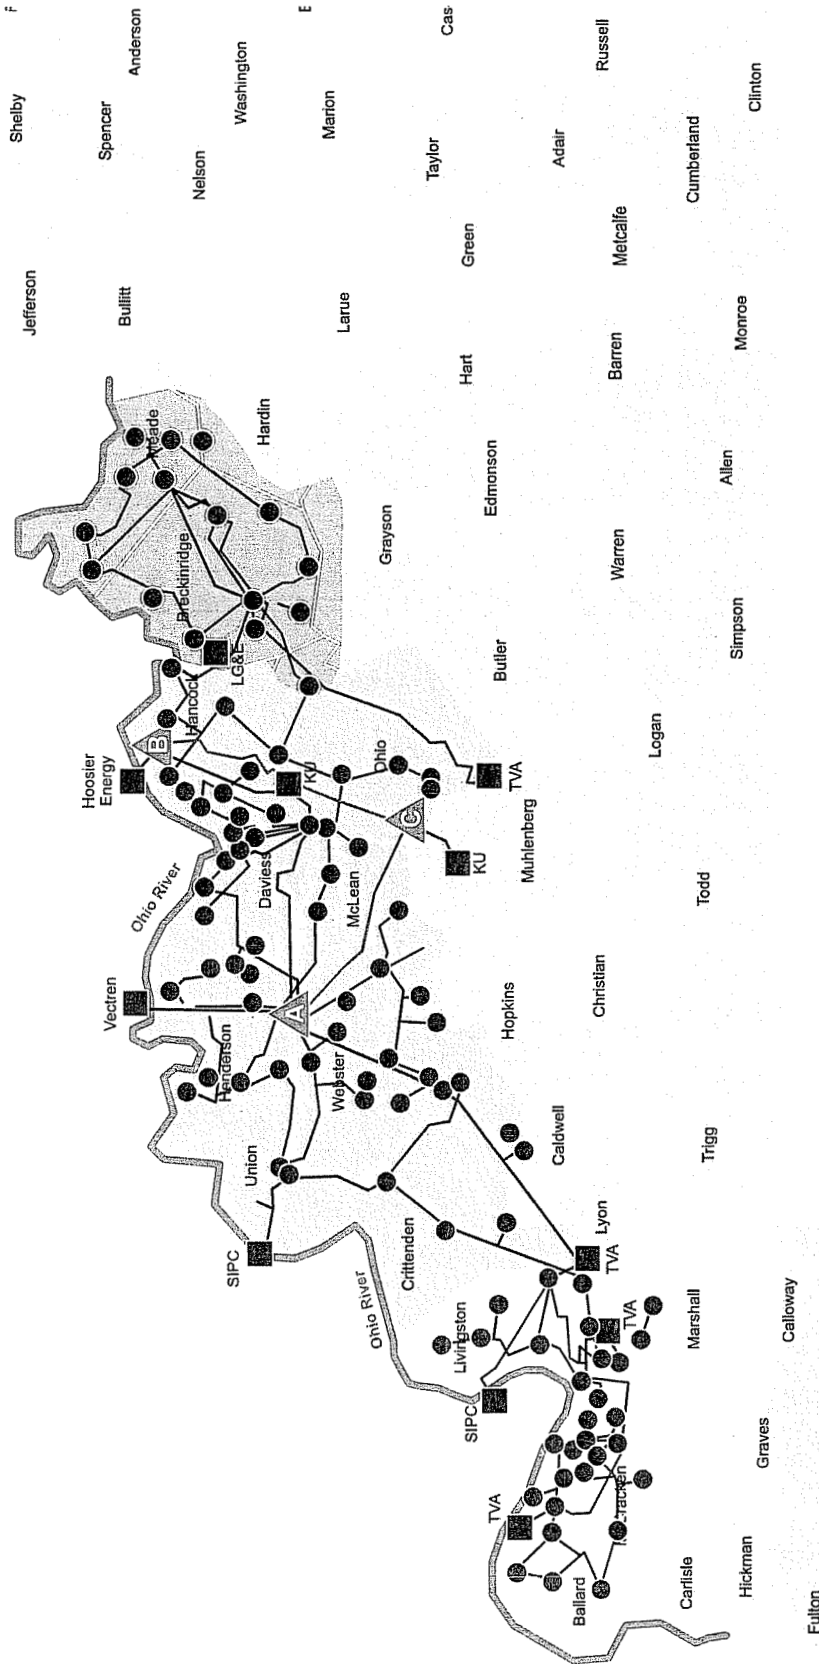 Shelby
Anderson
Spencer
Washington
Jefferson
Bullitt
Nelson
Marion
Cas
Taylor
Russell
Adair
Clinton
Cumberland
Green
Metcalfe
Larue
Hart
Barren
Monroe
Meade
Hardin
Edmonson
Allen
Grayson
Warren
Breckinridge
Simpson
LG&E
Butler
Hancock
Logan
B
Hoosier
Energy
KU
Ohio
TVA
C
KU
Muhlenberg
Ohio River
Daviess
McLean
Todd
Vectren
A
Hopkins
Christian
Henderson
Webster
Union
Caldwell
Trigg
SIPC
Crittenden
Lyon
TVA
Ohio River
Livingston
TVA
Marshall
Calloway
SIPC
Graves
TVA
Ballard
Carlisle
Hickman
Fulton